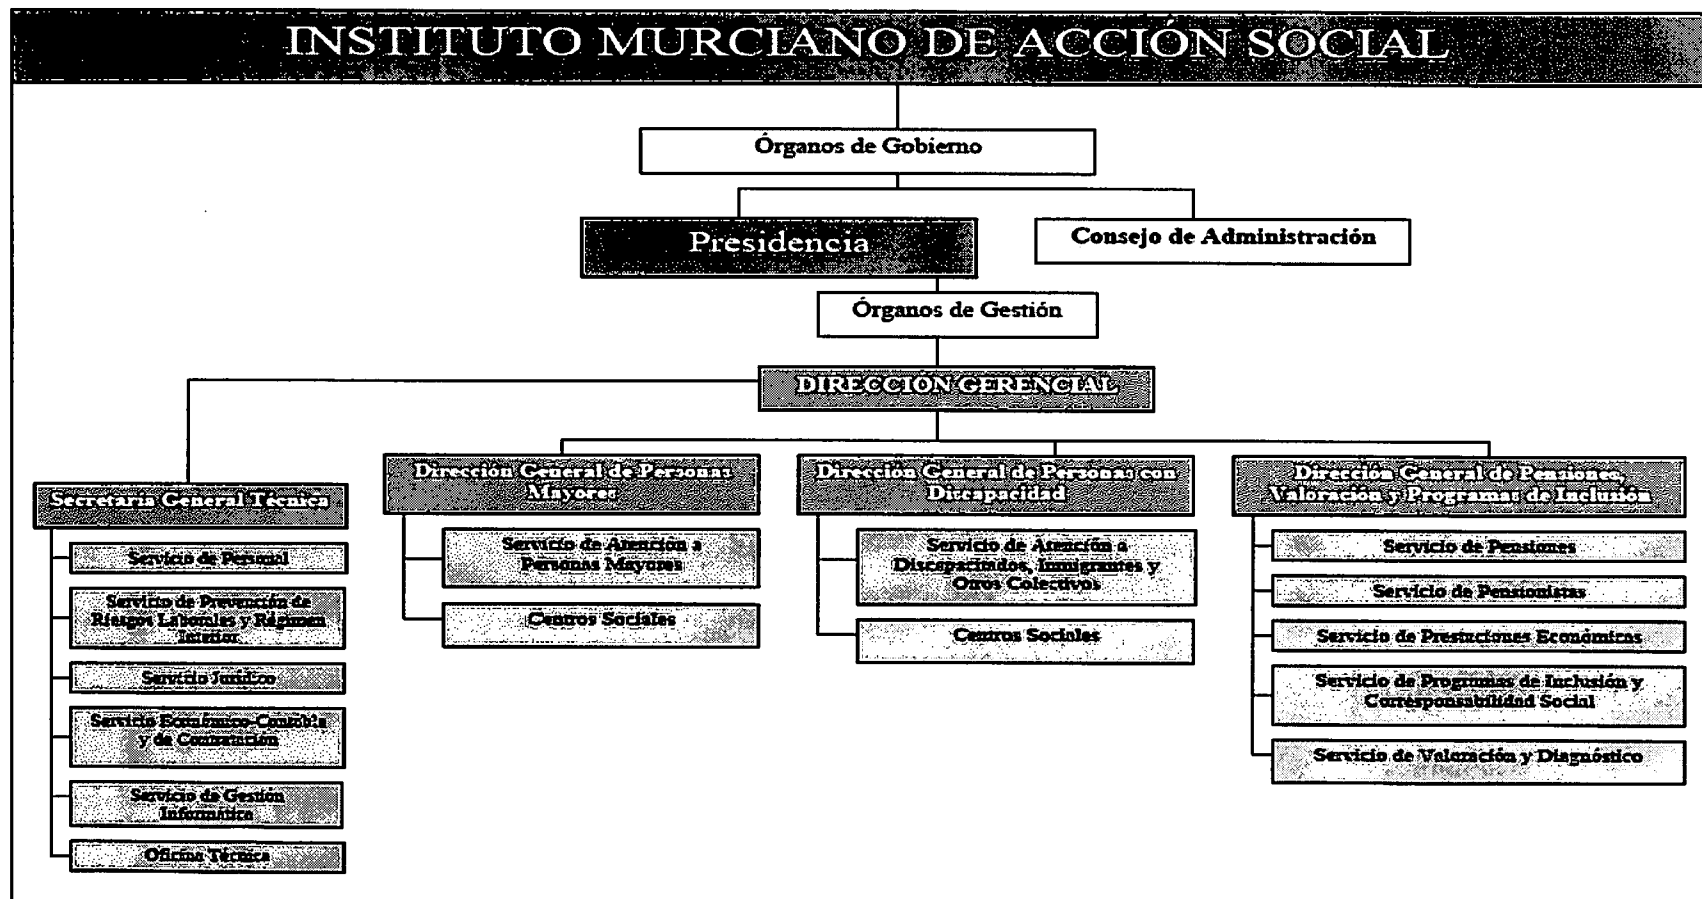 INSTITUTO MURCIANO DE ACCIÓN SOCIAL
Órganos de Gobierno
Presidencia
Consejo de Administración
Órganos de Gestión
DIRECCIÓN GERENCIAL
Secretaría General Técnica
Servicio de Personal
Servicio de Prevención de
Riesgos Laborales y Régimen
Interior
Servicio Jurídico
Servicio Económico-Contable
y de Contratación
Servicio de Gestión
Informática
Oficina Técnica
Dirección General de Personas
Mayores
Servicio de Atención a
Personas Mayores
Centros Sociales
Dirección General de Personas con
Discapacidad
Servicio de Atención a
Discapacitados, Inmigrantes y
Otros Colectivos
Centros Sociales
Dirección General de Pensiones,
Valoración y Programas de Inclusión
Servicio de Pensiones
Servicio de Pensionistas
Servicio de Prestaciones Económicas
Servicio de Programas de Inclusión y
Corresponsabilidad Social
Servicio de Valoración y Diagnóstico